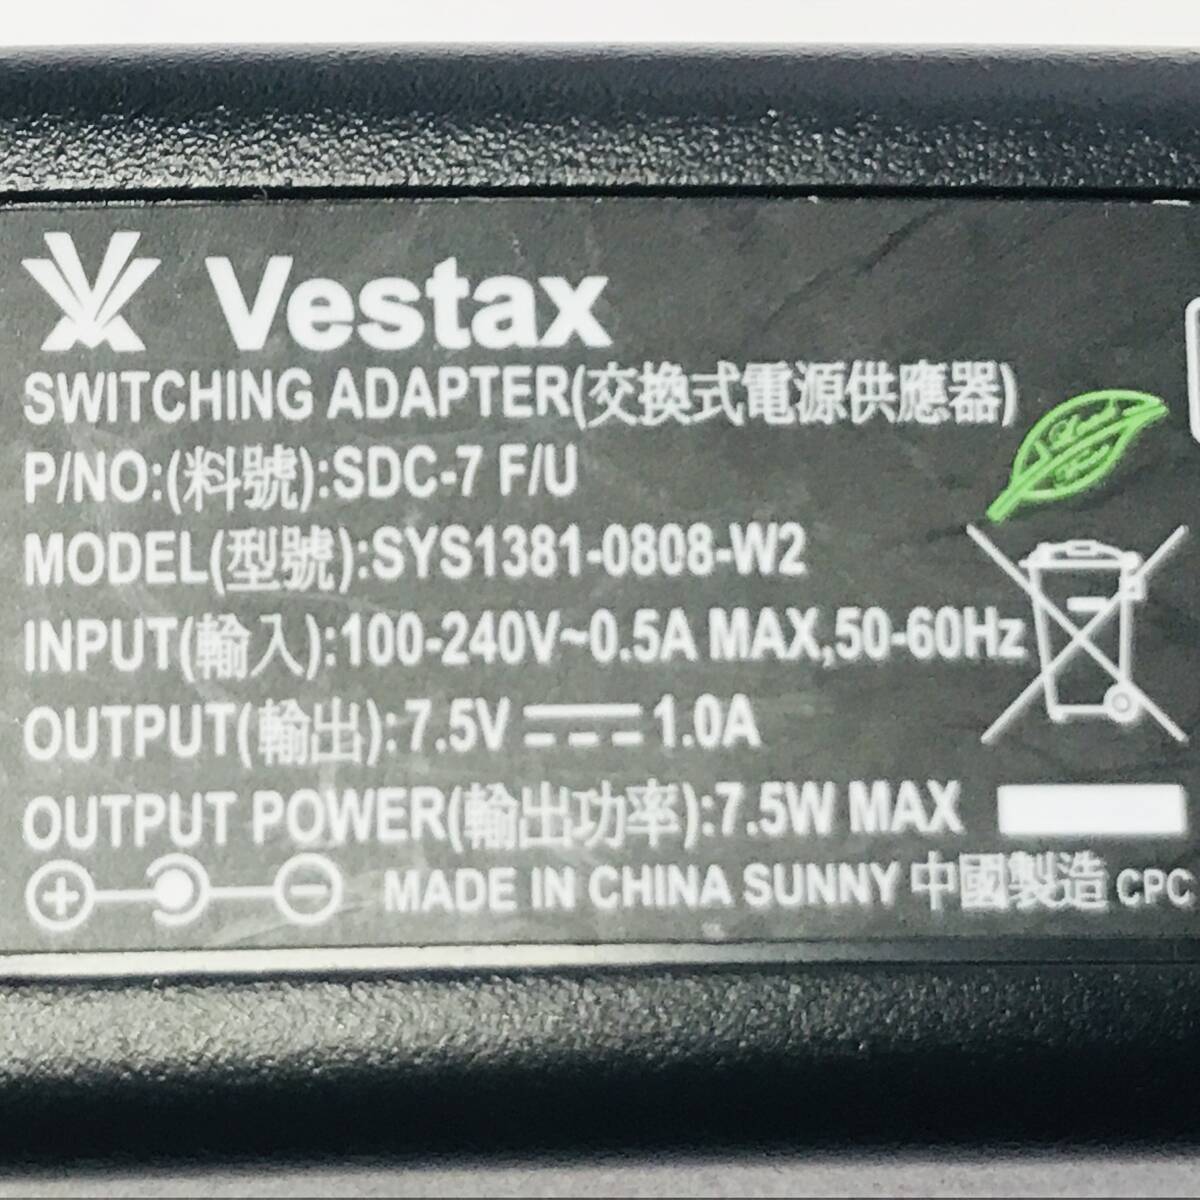 Vestax
SWITCHING ADAPTER(交換式電源供應器)
P/NO:(料號):SDC-7 F/U
MODEL(型號):SYS1381-0808-W2
INPUT(輸入):100-240V~0.5A MAX,50-60Hz
OUTPUT(輸出):7.5V⎓1.0A
OUTPUT POWER(輸出功率):7.5W MAX
MADE IN CHINA SUNNY 中國製造 CPC